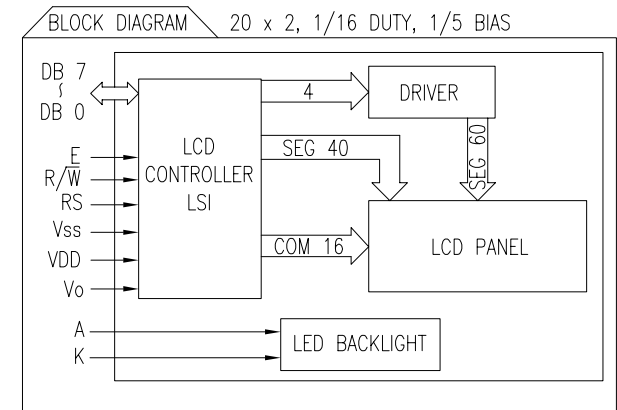 BLOCK DIAGRAM 20 x 2, 1/16 DUTY, 1/5 BIAS
DB 7
~
DB 0
E
R/W̅
RS
Vss
VDD
Vo
A
K
LCD
CONTROLLER
LSI
4
DRIVER
SEG 40
SEG 60
COM 16
LCD PANEL
LED BACKLIGHT